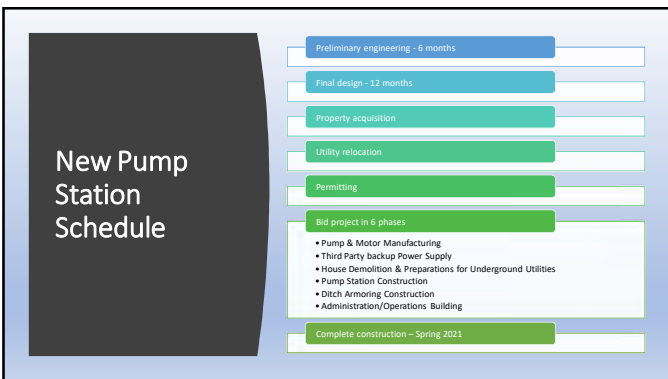 New Pump
Station
Schedule
Preliminary engineering - 6 months
Final design - 12 months
Property acquisition
Utility relocation
Permitting
Bid project in 6 phases
• Pump & Motor Manufacturing
• Third Party backup Power Supply
• House Demolition & Preparations for Underground Utilities
• Pump Station Construction
• Ditch Armoring Construction
• Administration/Operations Building
Complete construction – Spring 2021